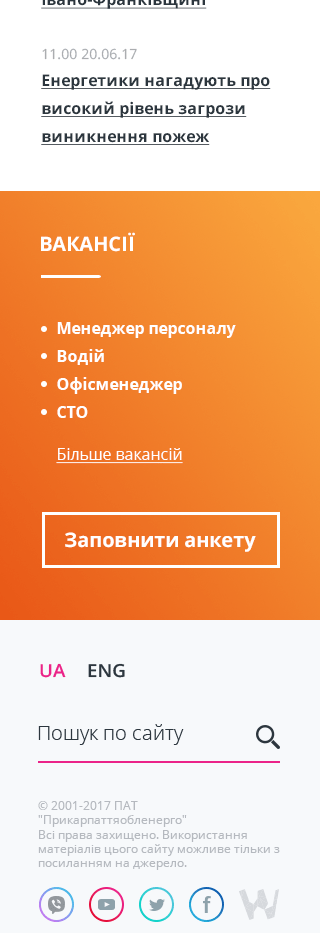 Івано-Франківщині
11.00 20.06.17
Енергетики нагадують про
високий рівень загрози
виникнення пожеж
ВАКАНСІЇ
Менеджер персоналу
Водій
Офісменеджер
СТО
Більше вакансій
Заповнити анкету
UA ENG
Пошук по сайту
© 2001-2017 ПАТ
"Прикарпаттяобленерго"
Всі права захищено. Використання
матеріалів цього сайту можливе тільки з
посиланням на джерело.